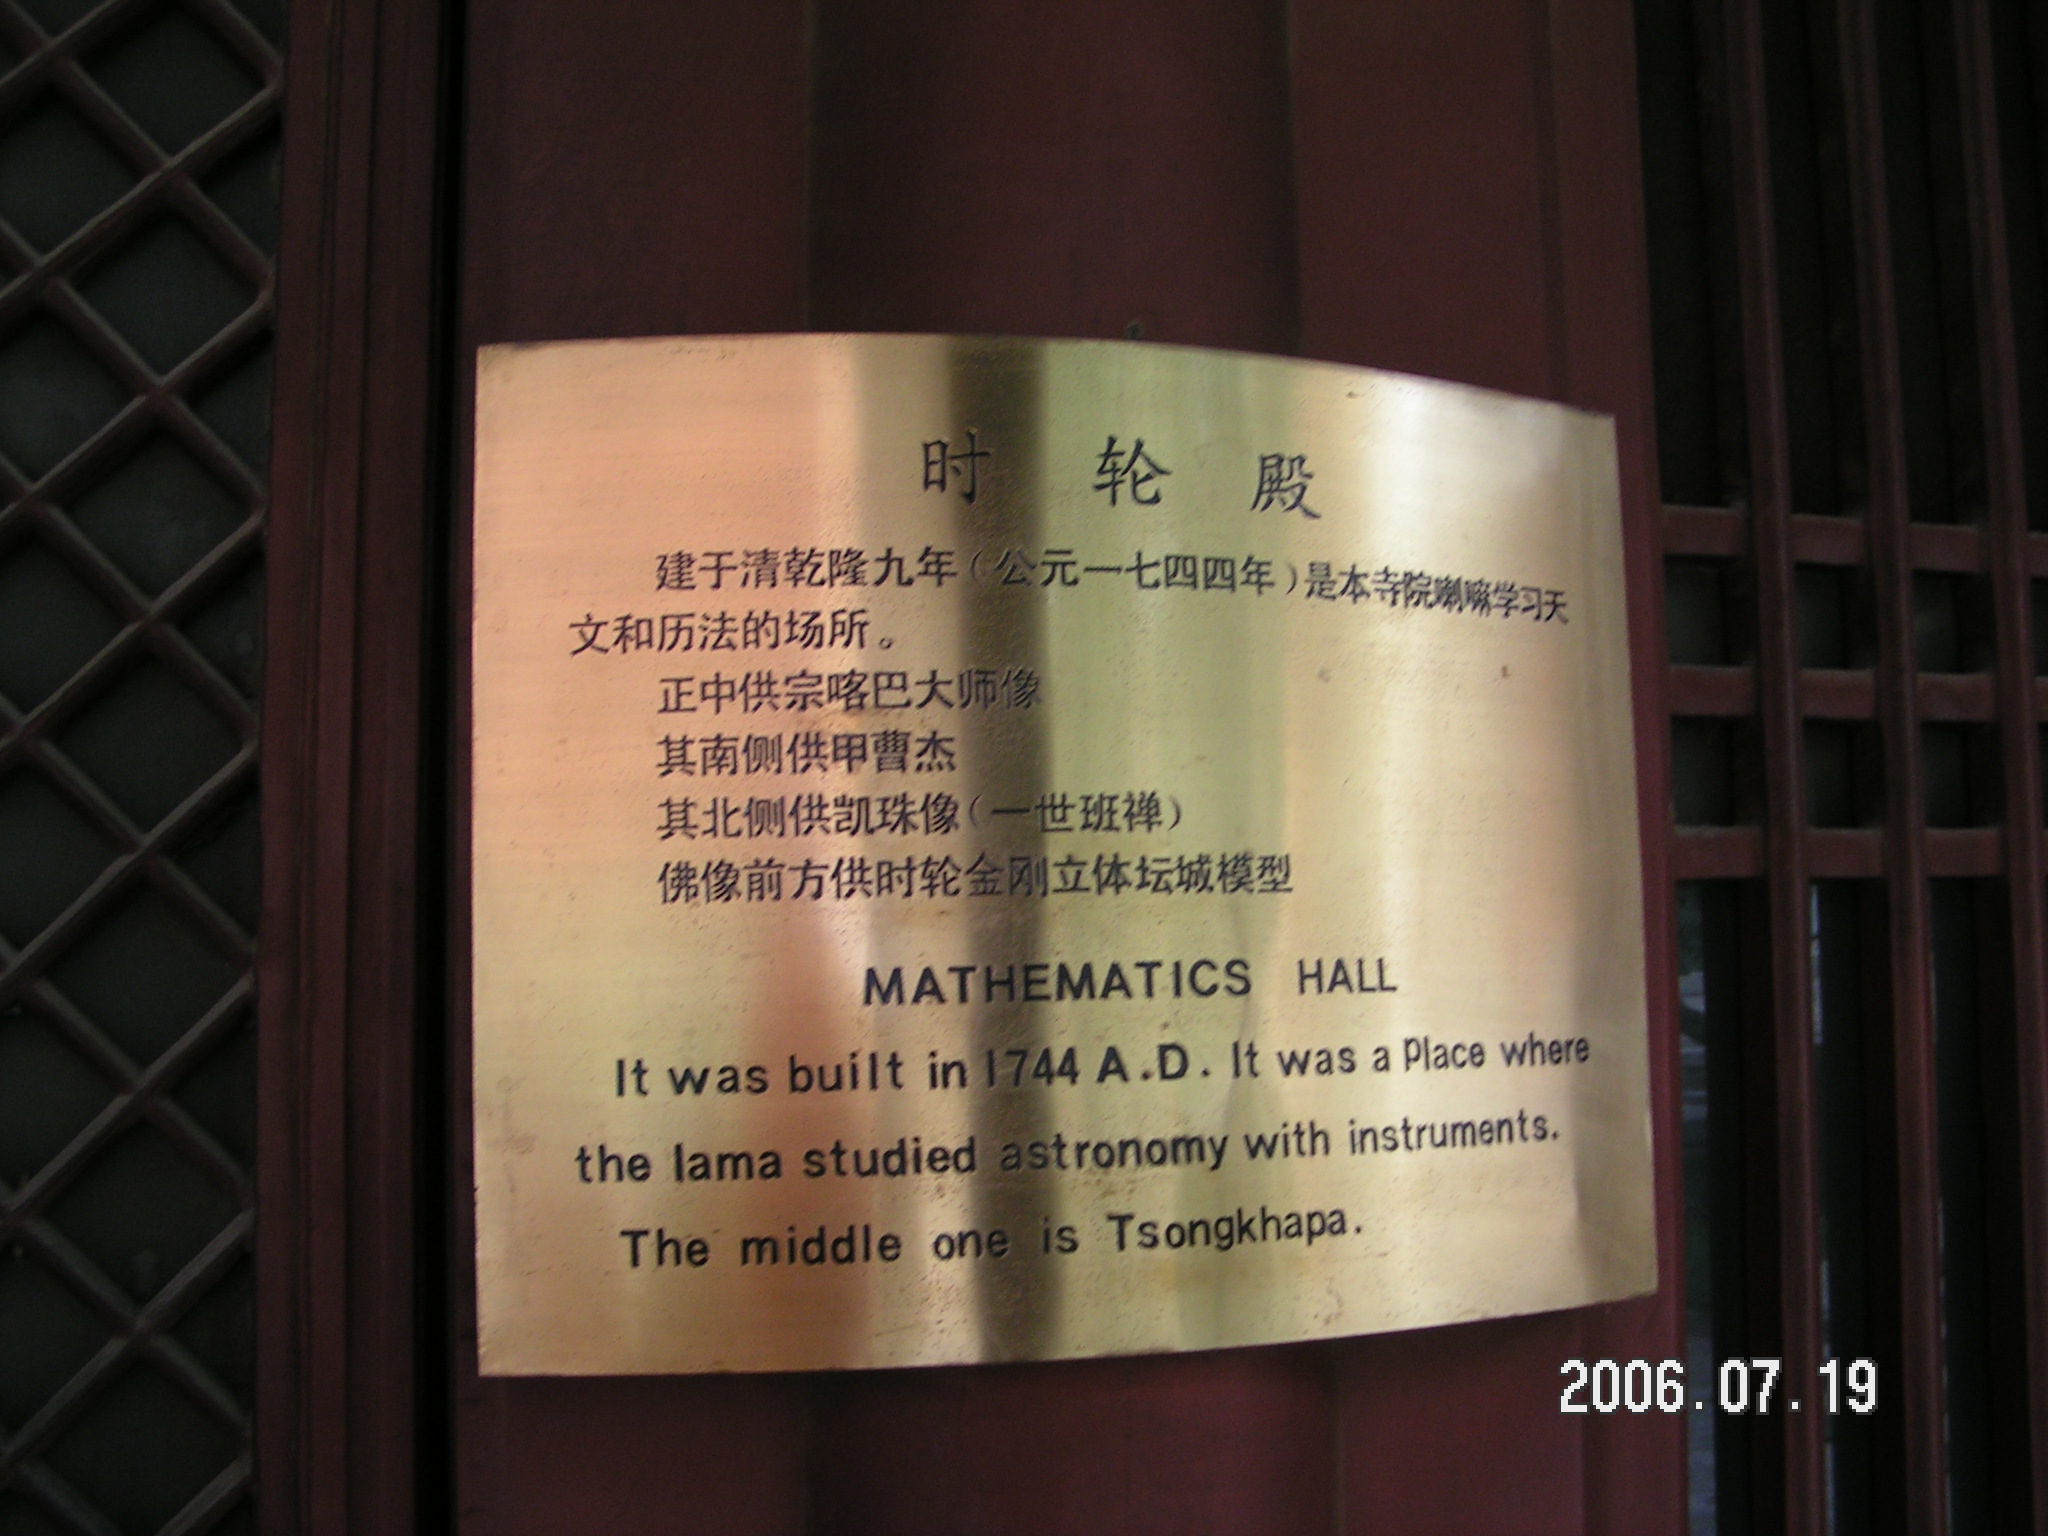 时 轮 殿
建于清乾隆九年(公元一七四四年)是本寺院喇嘛学习天
文和历法的场所。
正中供宗喀巴大师像
其南侧供甲曹杰
其北侧供凯珠像(一世班禅)
佛像前方供时轮金刚立体坛城模型
MATHEMATICS HALL
It was built in 1744 A.D. It was a Place where
the lama studied astronomy with instruments.
The middle one is Tsongkhapa.
2006.07.19